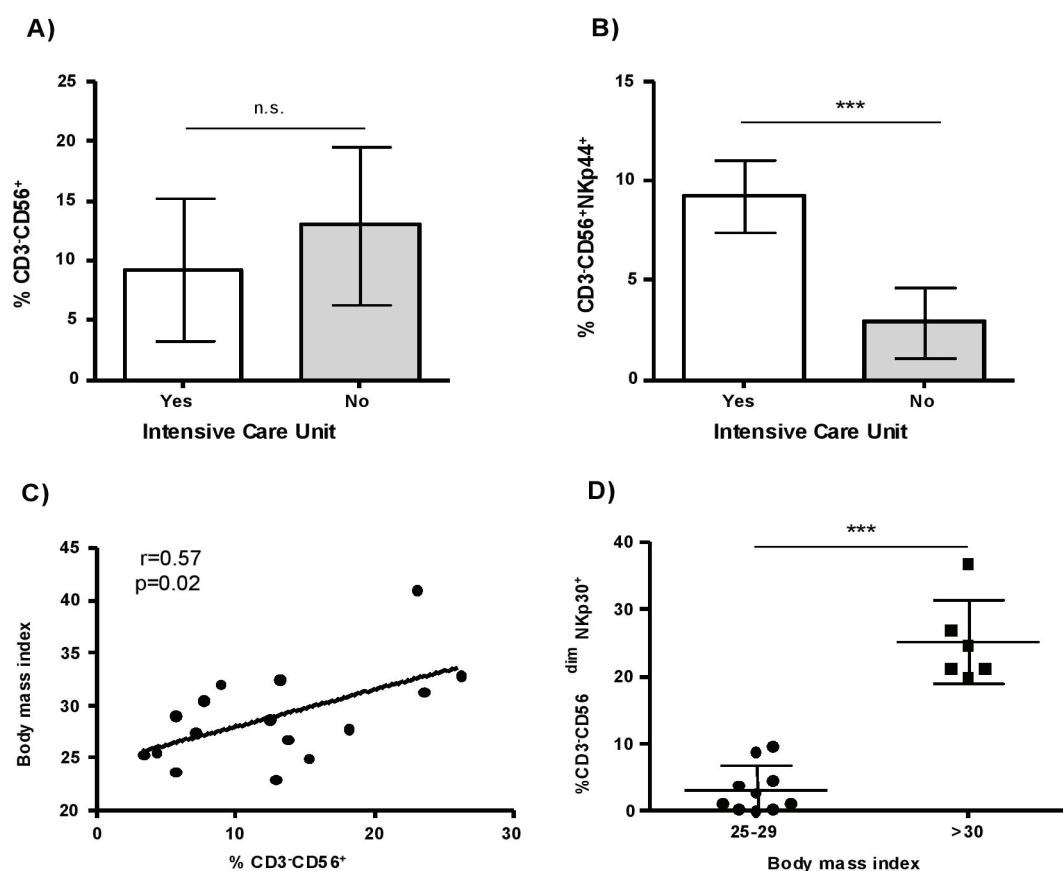 A)
25
20
15
10
5
0
% CD3-CD56+
n.s.
Yes No
Intensive Care Unit
B)
15
10
5
0
% CD3-CD56+NKp44+
***
Yes No
Intensive Care Unit
C)
45
40
35
30
25
20
Body mass index
r=0.57
p=0.02
0 10 20 30
% CD3-CD56+
D)
40
30
20
10
0
%CD3-CD56 dim NKp30+
***
25-29 >30
Body mass index